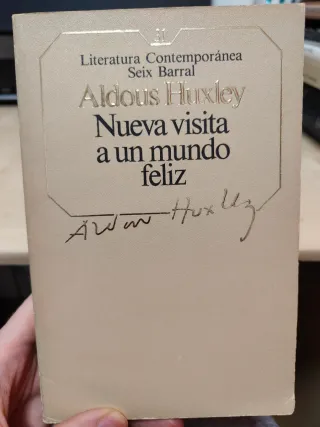 Literatura Contemporánea
Seix Barral
Aldous Huxley
Nueva visita
a un mundo
feliz
Aldous Huxley